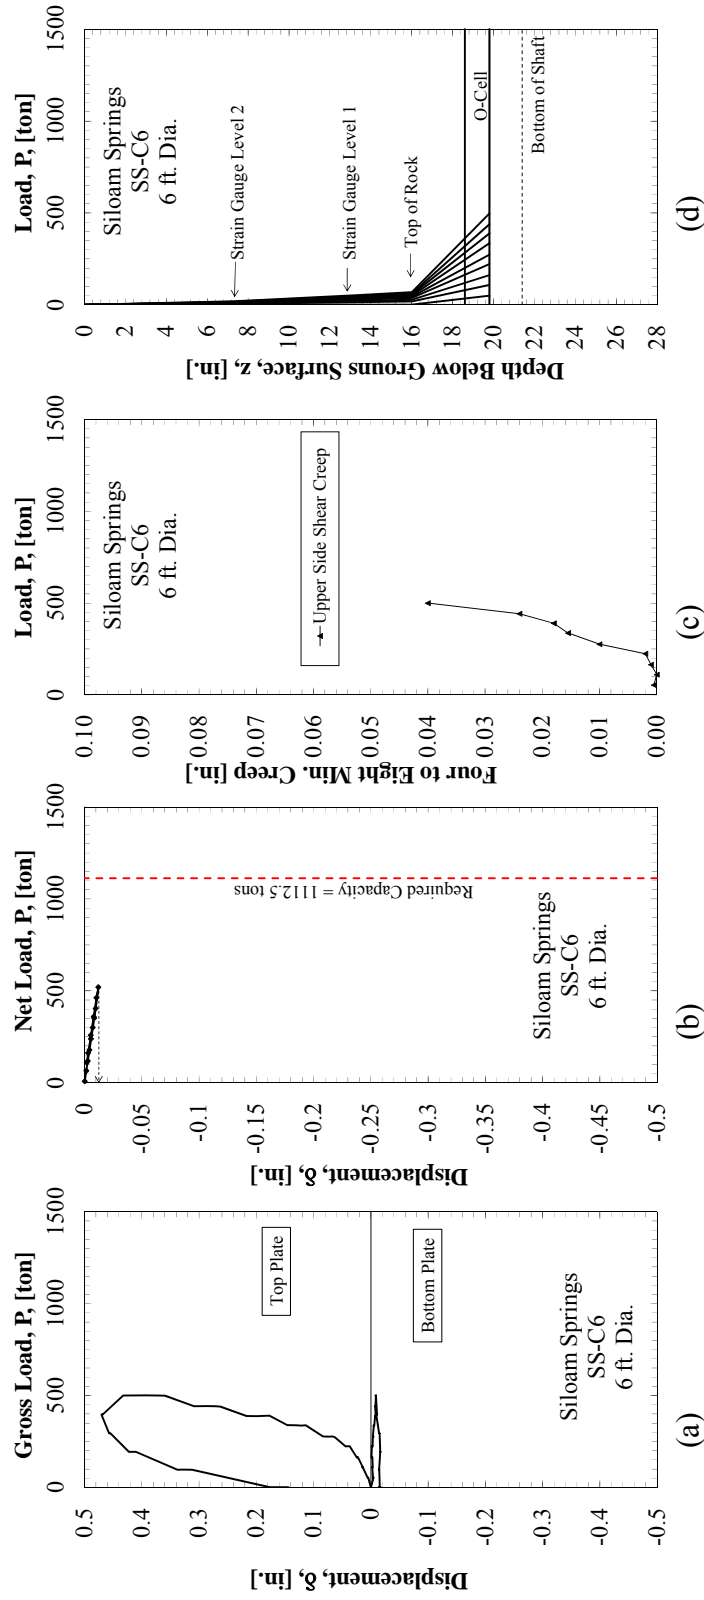 Gross Load, P, [ton]
0
500
1000
1500
0.5
0.4
0.3
0.2
0.1
0
-0.1
-0.2
-0.3
-0.4
-0.5
Displacement, δ, [in.]
Top Plate
Bottom Plate
Siloam Springs
SS-C6
6 ft. Dia.
(a)
Net Load, P, [ton]
0
500
1000
1500
0
-0.05
-0.1
-0.15
-0.2
-0.25
-0.3
-0.35
-0.4
-0.45
-0.5
Displacement, δ, [in.]
Required Capacity = 1112.5 tons
Siloam Springs
SS-C6
6 ft. Dia.
(b)
Load, P, [ton]
0
500
1000
1500
0.10
0.09
0.08
0.07
0.06
0.05
0.04
0.03
0.02
0.01
0.00
Four to Eight Min. Creep [in.]
Siloam Springs
SS-C6
6 ft. Dia.
Upper Side Shear Creep
(c)
Load, P, [ton]
0
500
1000
1500
0
2
4
6
8
10
12
14
16
18
20
22
24
26
28
Depth Below Grouns Surface, z, [in.]
Siloam Springs
SS-C6
6 ft. Dia.
Strain Gauge Level 2
Strain Gauge Level 1
Top of Rock
O-Cell
Bottom of Shaft
(d)